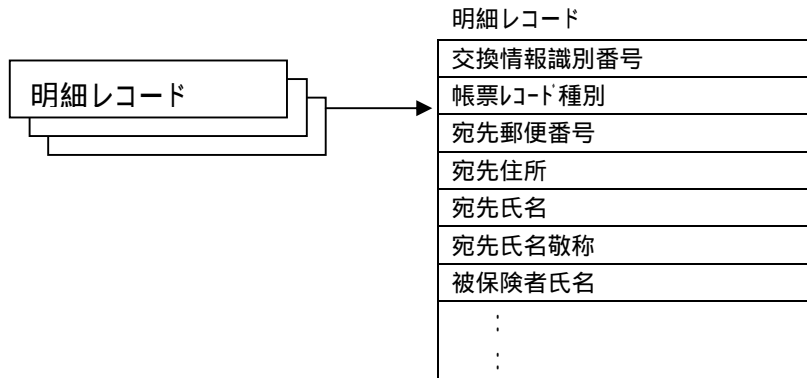 明細レコード
明細レコード
交換情報識別番号
帳票ﾚｺｰﾄﾞ種別
宛先郵便番号
宛先住所
宛先氏名
宛先氏名敬称
被保険者氏名
:
: